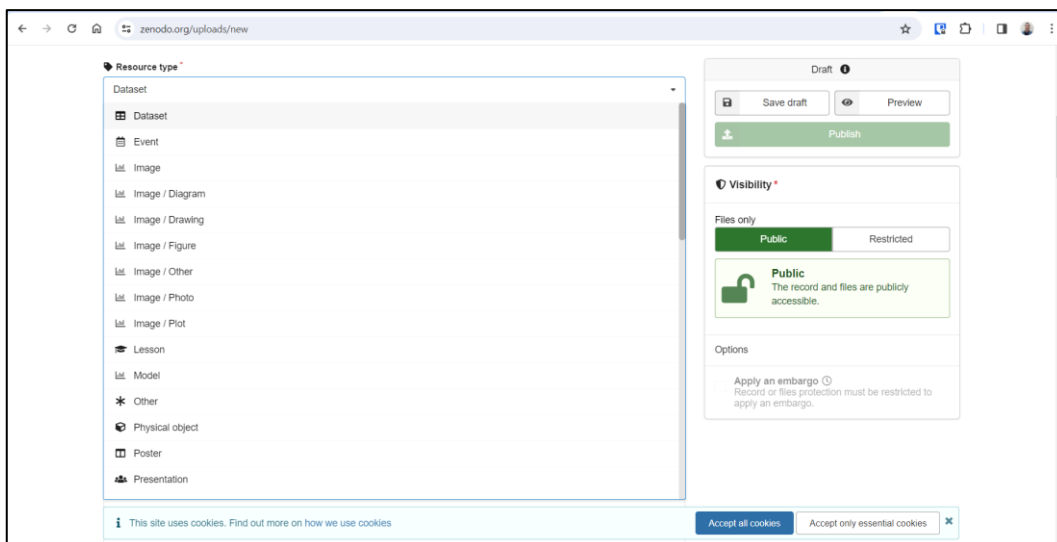 zenodo.org/uploads/new
Resource type *
Dataset
Dataset
Event
Image
Image / Diagram
Image / Drawing
Image / Figure
Image / Other
Image / Photo
Image / Plot
Lesson
Model
Other
Physical object
Poster
Presentation
Draft
Save draft
Preview
Publish
Visibility *
Files only
Public
Restricted
Public
The record and files are publicly
accessible.
Options
Apply an embargo
Record or files protection must be restricted to
apply an embargo.
This site uses cookies. Find out more on how we use cookies
Accept all cookies
Accept only essential cookies